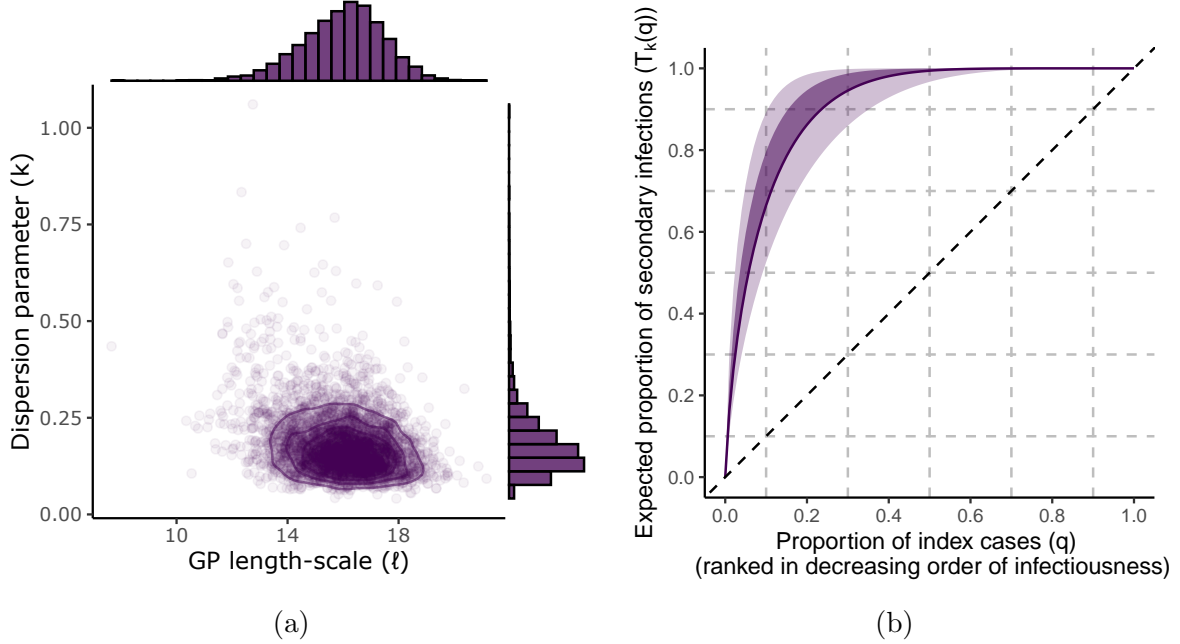 Dispersion parameter (k)
1.00
0.75
0.50
0.25
0.00
10
14
18
GP length-scale (ℓ)
(a)
Expected proportion of secondary infections (Tₖ(q))
1.0
0.8
0.6
0.4
0.2
0.0
0.0
0.2
0.4
0.6
0.8
1.0
Proportion of index cases (q)
(ranked in decreasing order of infectiousness)
(b)